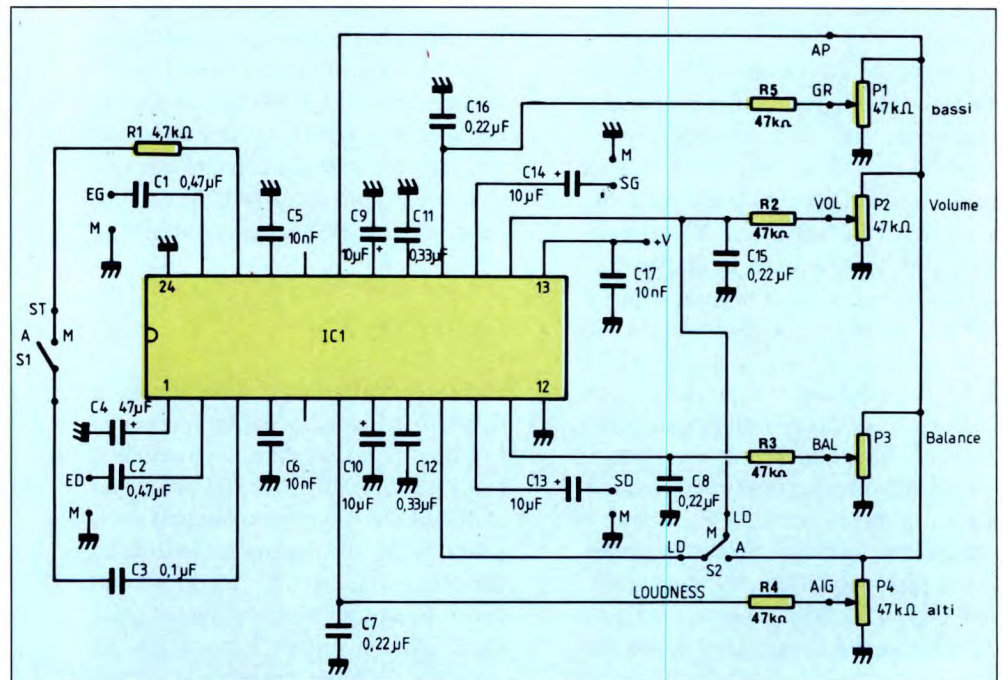 AP
C16
0,22µF
R5
GR
47kΩ
P1
47kΩ
bassi
R1 4,7kΩ
C1 0,47µF
EG
M
C5
10nF
C9
10µF
+
C11
0,33µF
C14
+
10µF
M
SG
R2
VOL
47kΩ
P2
47kΩ
Volume
+V
C17
10nF
C15
0,22µF
24
13
IC1
1
12
ST
A
M
S1
C4 47µF
+
C2
0,47µF
ED
M
C3 0,1µF
C6
10nF
C10
10µF
C12
0,33µF
C13
+
10µF
SD
M
C8
0,22µF
R3
BAL
47kΩ
P3
Balance
LD
M
LD
A
S2
LOUDNESS
R4
AIG
47kΩ
P4
47kΩ alti
C7
0,22µF